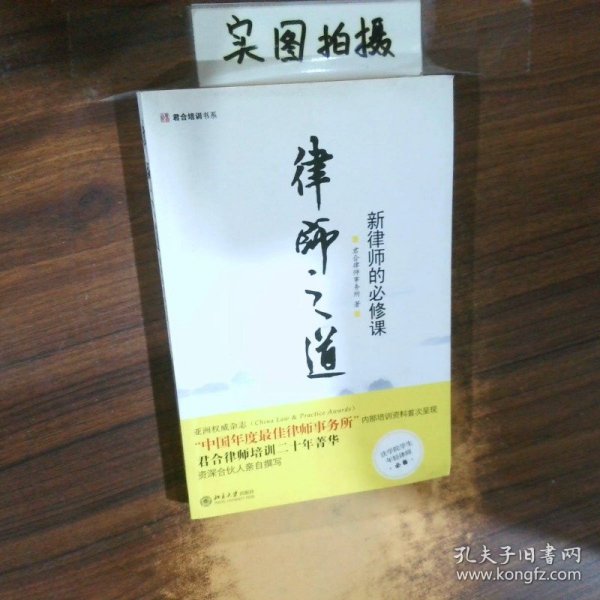 实图拍摄
君合培训书系
律师之道
新律师的必修课
君合律师事务所 著
亚洲权威杂志（China Law & Practice Awards）
“中国年度最佳律师事务所”内部培训资料首次呈现
君合律师培训二十年菁华
资深合伙人亲自撰写
法学院学生
年轻律师
必备
北京大学出版社
孔夫子旧书网
www.kongfz.com